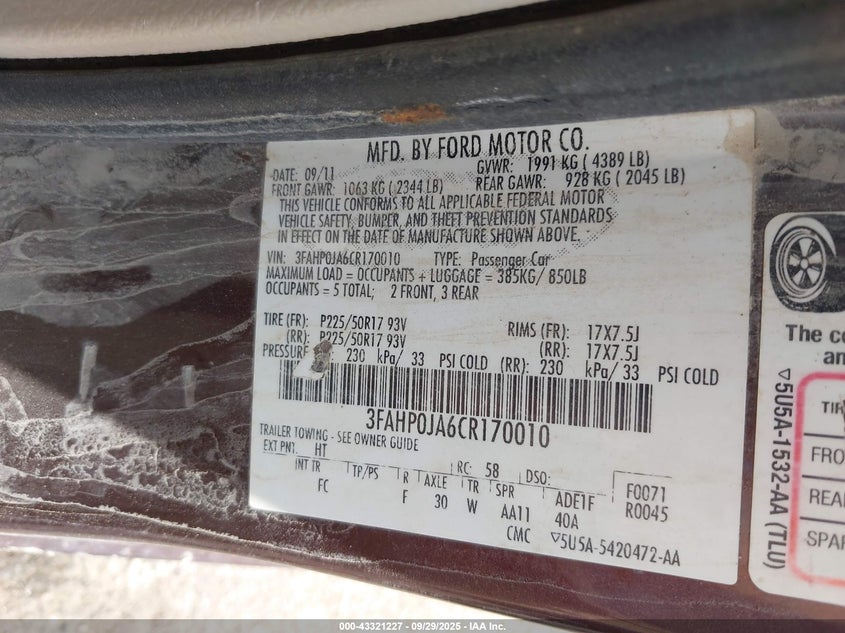 MFD. BY FORD MOTOR CO.
DATE: 09/11 GVWR: 1991 KG ( 4389 LB)
FRONT GAWR: 1063 KG ( 2344 LB) REAR GAWR: 928 KG ( 2045 LB)
THIS VEHICLE CONFORMS TO ALL APPLICABLE FEDERAL MOTOR
VEHICLE SAFETY, BUMPER, AND THEFT PREVENTION STANDARDS
IN EFFECT ON THE DATE OF MANUFACTURE SHOWN ABOVE.
VIN: 3FAHP0JA6CR170010 TYPE: Passenger Car
MAXIMUM LOAD = OCCUPANTS + LUGGAGE = 385KG/ 850LB
OCCUPANTS = 5 TOTAL; 2 FRONT, 3 REAR
TIRE (FR): P225/50R17 93V RIMS (FR): 17X7.5J
(RR): P225/50R17 93V (RR): 17X7.5J
PRESSURE 230 kPa/ 33 PSI COLD (RR): 230 kPa/ 33 PSI COLD
3FAHP0JA6CR170010
TRAILER TOWING - SEE OWNER GUIDE
EXT PNT: HT RC: 58 DSO:
INT TR TP/PS R AXLE TR SPR ADE1F F0071
FC F 30 W AA11 40A R0045
CMC ▽5U5A-5420472-AA
The co
an
▽5U5A-1532-AA (TLU)
TIR
FRO
REA
SPAR
000-43321227 - 09/29/2025 - IAA Inc.